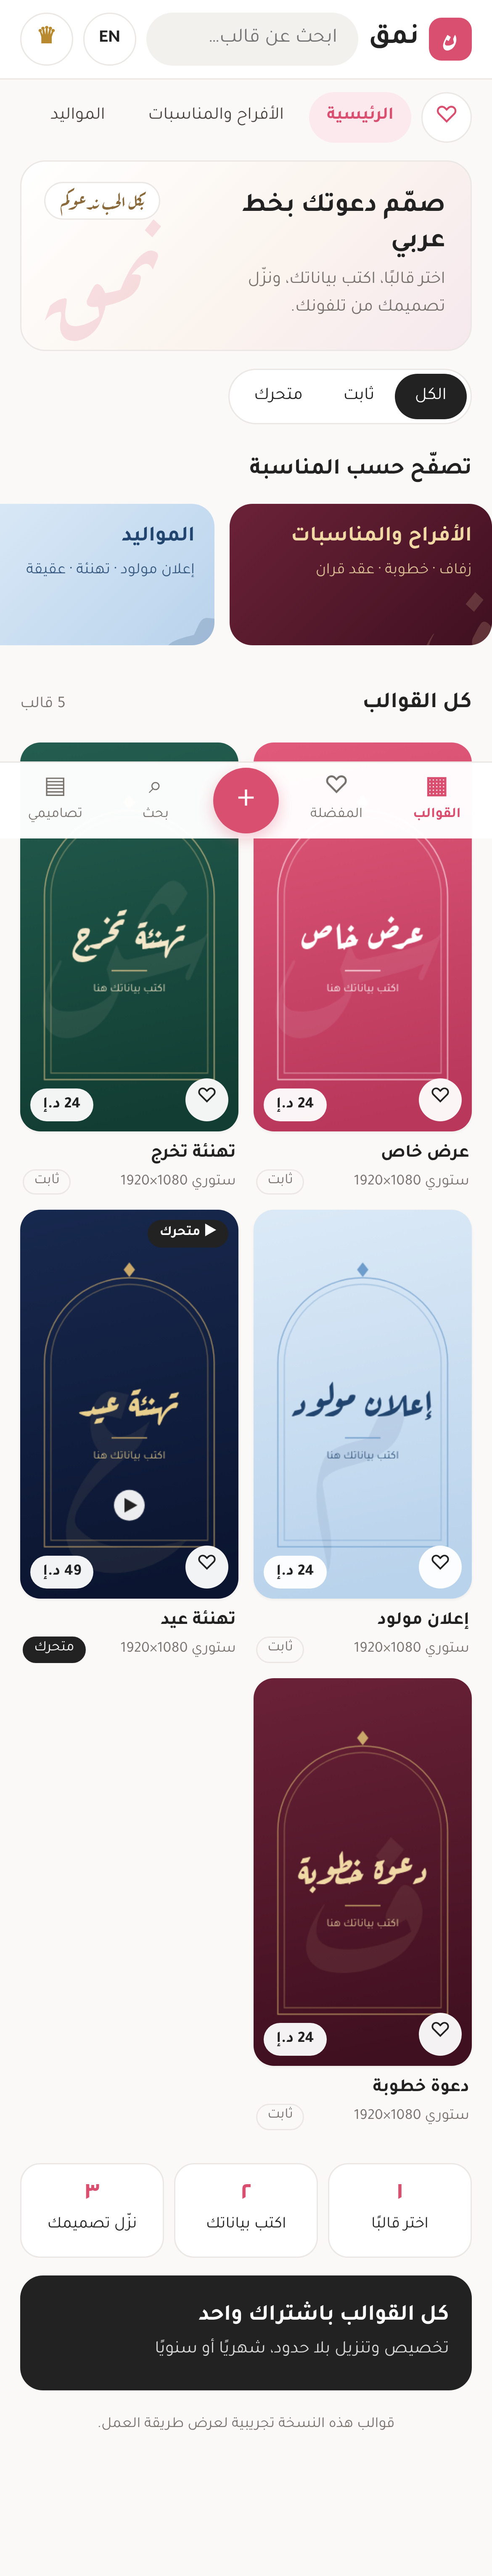 ن
نمق
ابحث عن قالب...
EN
الرئيسية
الأفراح والمناسبات
المواليد
صمّم دعوتك بخط
عربي
اختر قالبًا، اكتب بياناتك، ونزّل
تصميمك من تلفونك.
بكل الحب ندعوكم
نمق
الكل
ثابت
متحرك
تصفّح حسب المناسبة
الأفراح والمناسبات
زفاف · خطوبة · عقد قران
المواليد
إعلان مولود · تهنئة · عقيقة
كل القوالب
5 قالب
القوالب
المفضلة
+
بحث
تصاميمي
عرض خاص
اكتب بياناتك هنا
24 د.إ
عرض خاص
ستوري 1080×1920
ثابت
تهنئة تخرج
اكتب بياناتك هنا
24 د.إ
تهنئة تخرج
ستوري 1080×1920
ثابت
إعلان مولود
اكتب بياناتك هنا
24 د.إ
إعلان مولود
ستوري 1080×1920
ثابت
▶ متحرك
تهنئة عيد
اكتب بياناتك هنا
49 د.إ
تهنئة عيد
ستوري 1080×1920
متحرك
دعوة خطوبة
اكتب بياناتك هنا
24 د.إ
دعوة خطوبة
ستوري 1080×1920
ثابت
١
اختر قالبًا
٢
اكتب بياناتك
٣
نزّل تصميمك
كل القوالب باشتراك واحد
تخصيص وتنزيل بلا حدود، شهريًا أو سنويًا
قوالب هذه النسخة تجريبية لعرض طريقة العمل.